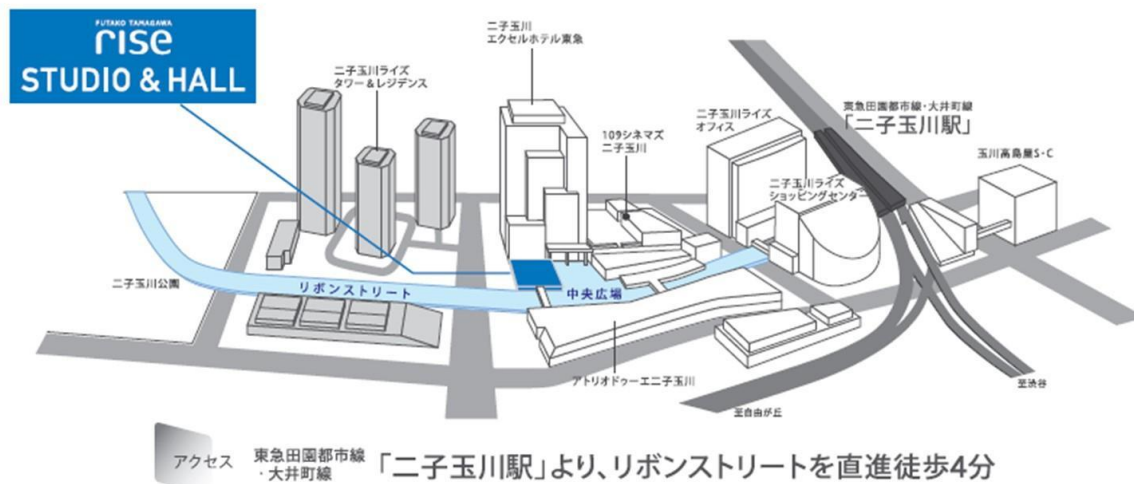 FUTAKO TAMAGAWA
rise
STUDIO & HALL
二子玉川
エクセルホテル東急
二子玉川ライズ
タワー&レジデンス
109シネマズ
二子玉川
二子玉川ライズ
オフィス
東急田園都市線・大井町線
「二子玉川駅」
玉川高島屋S・C
二子玉川ライズ
ショッピングセンター
二子玉川公園
リボンストリート
中央広場
アトリオドゥーエ二子玉川
至渋谷
至自由が丘
アクセス
東急田園都市線
・大井町線
「二子玉川駅」より、リボンストリートを直進徒歩4分